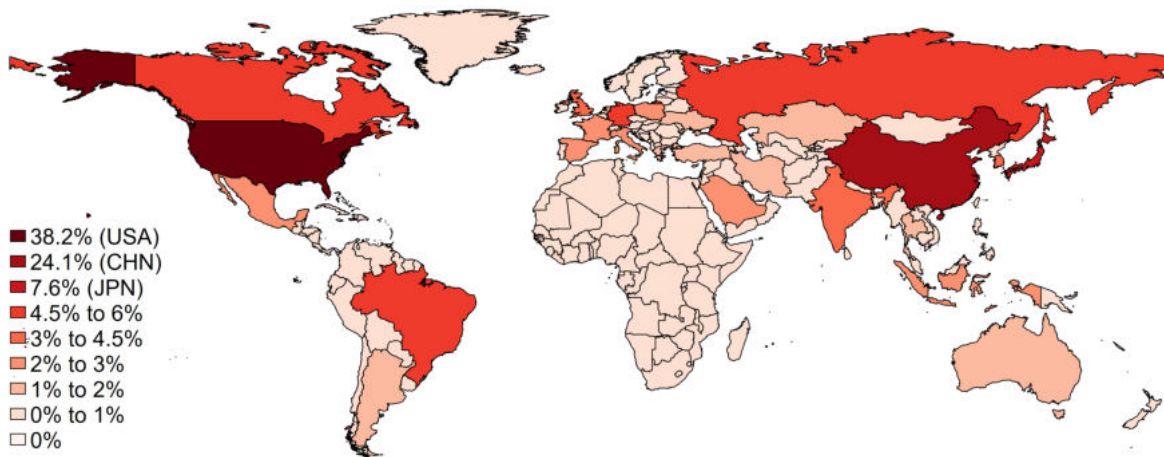 38.2% (USA)
24.1% (CHN)
7.6% (JPN)
4.5% to 6%
3% to 4.5%
2% to 3%
1% to 2%
0% to 1%
0%